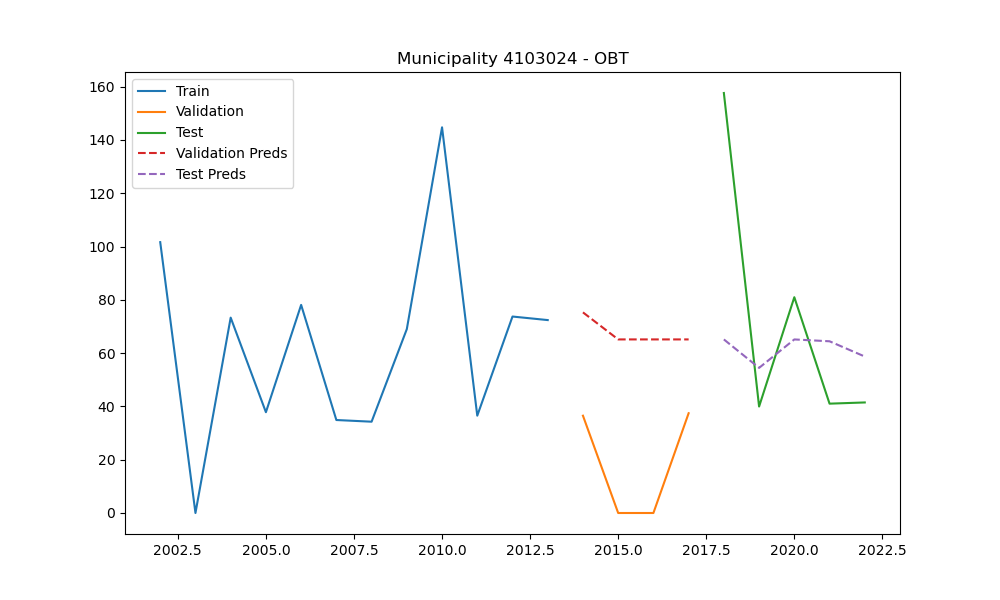 Municipality 4103024 - OBT
160
140
120
100
80
60
40
20
0
Train
Validation
Test
Validation Preds
Test Preds
2002.5 2005.0 2007.5 2010.0 2012.5 2015.0 2017.5 2020.0 2022.5